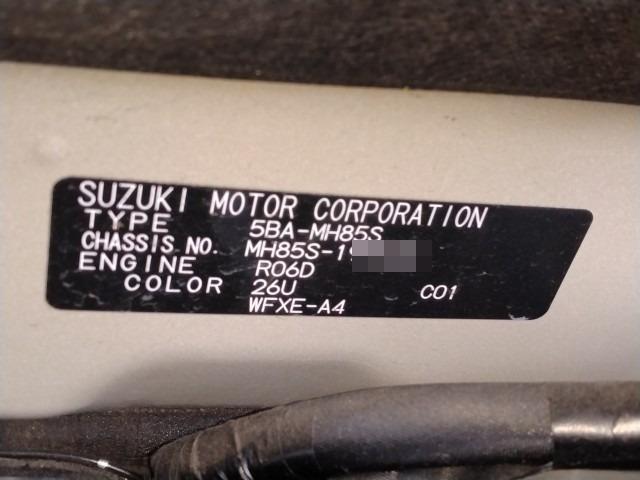 SUZUKI MOTOR CORPORATION
TYPE 5BA-MH85S
CHASSIS NO. MH85S-1
ENGINE R06D
COLOR 26U C01
WFXE-A4